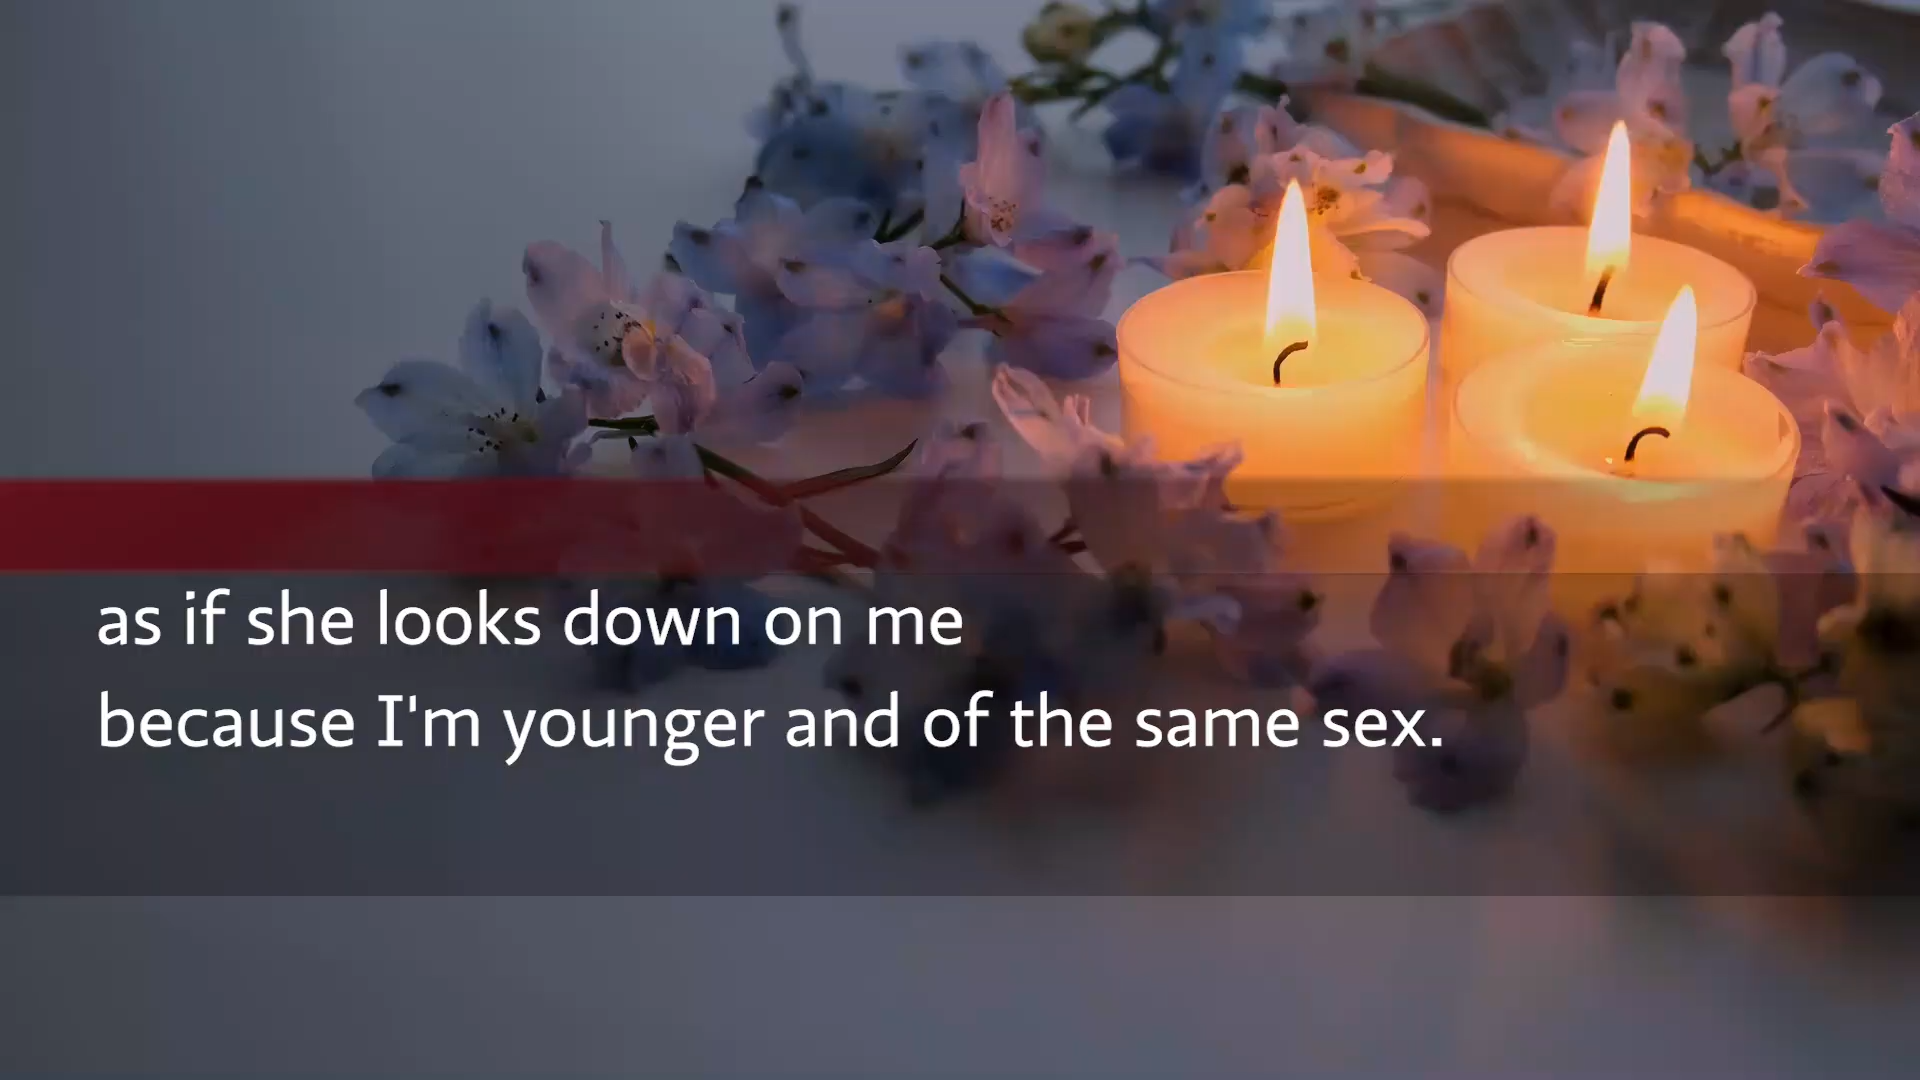 as if she looks down on me
because I'm younger and of the same sex.